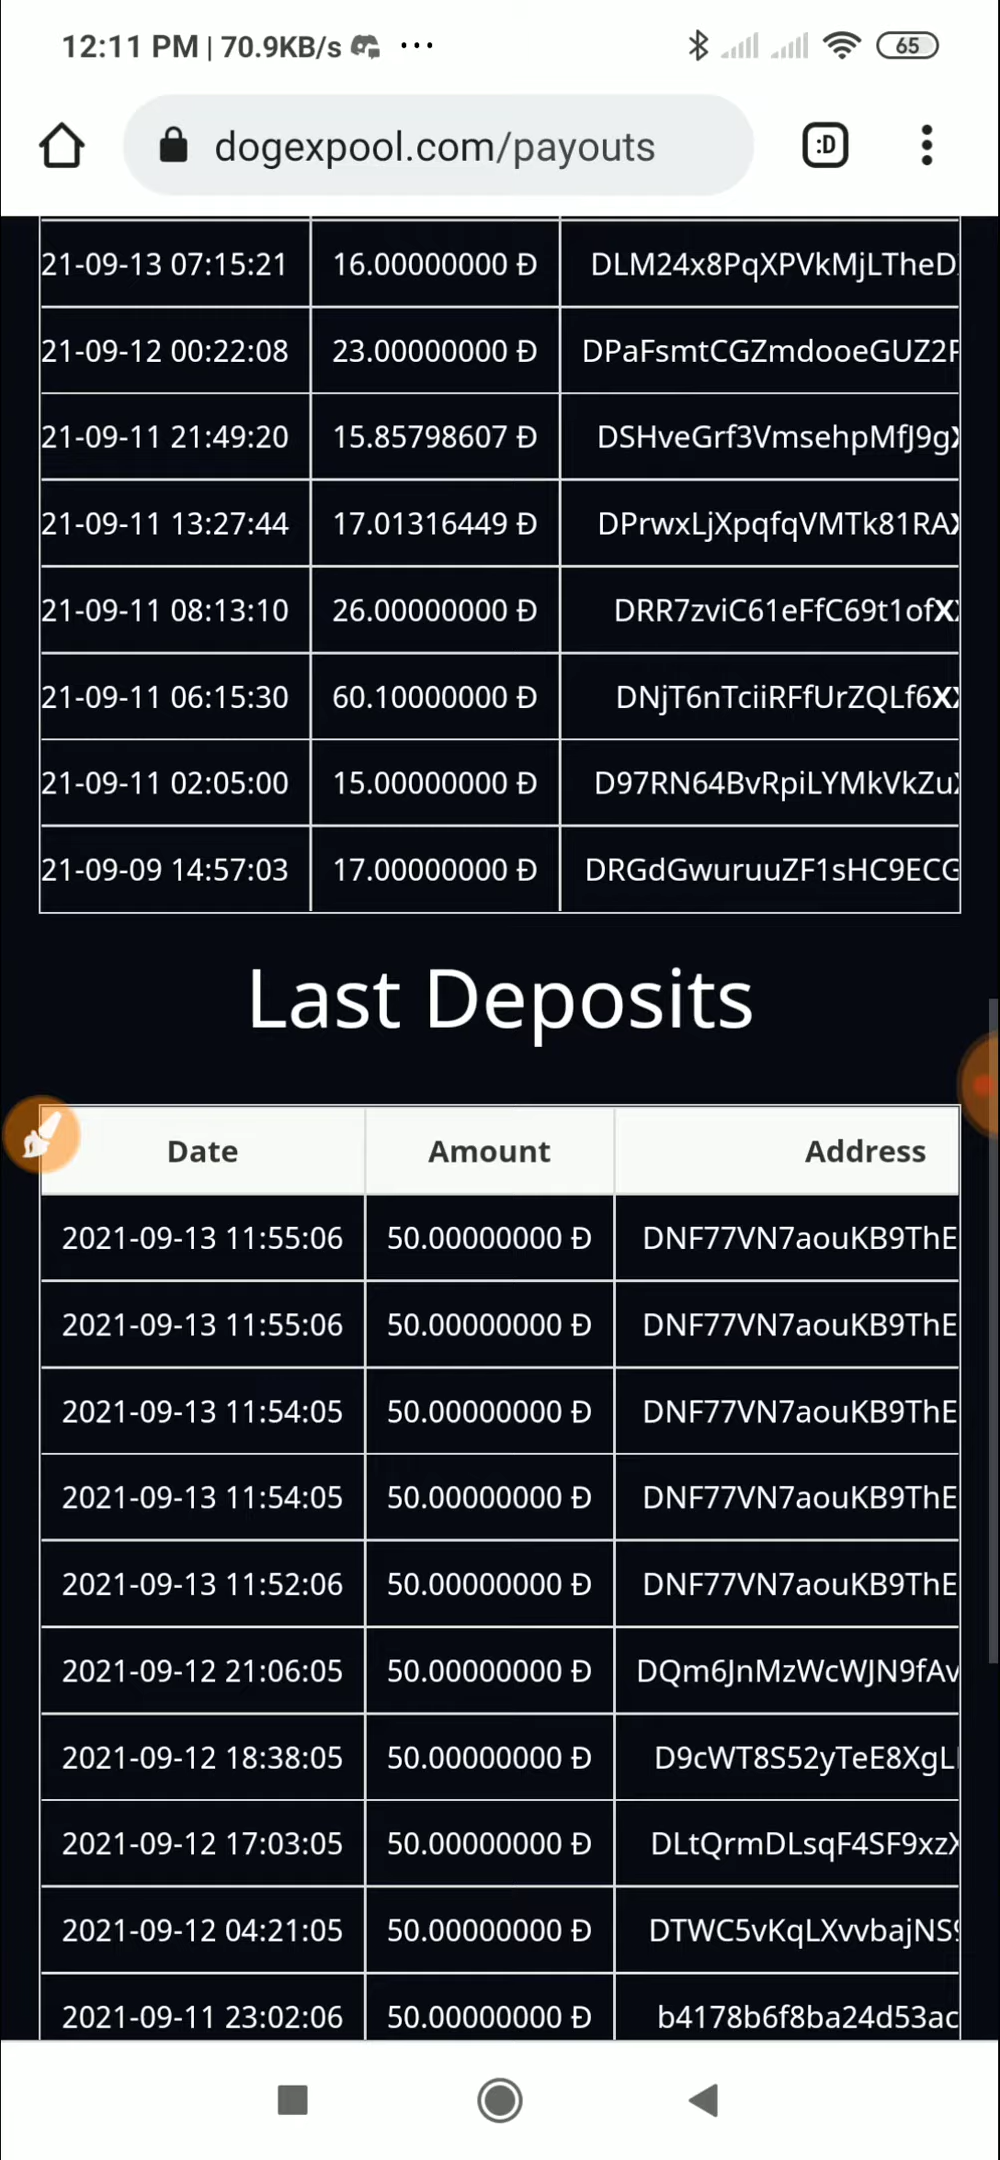 12:11 PM | 70.9KB/s ... 65
dogexpool.com/payouts :D
21-09-13 07:15:21 16.00000000 Ð DLM24x8PqXPVkMjLTheD
21-09-12 00:22:08 23.00000000 Ð DPaFsmtCGZmdooeGUZ2F
21-09-11 21:49:20 15.85798607 Ð DSHveGrf3VmsehpMfJ9gX
21-09-11 13:27:44 17.01316449 Ð DPrwxLjXpqfqVMTk81RAX
21-09-11 08:13:10 26.00000000 Ð DRR7zviC61eFfC69t1ofXX
21-09-11 06:15:30 60.10000000 Ð DNjT6nTciiRFfUrZQLf6XX
21-09-11 02:05:00 15.00000000 Ð D97RN64BvRpiLYMkVkZuX
21-09-09 14:57:03 17.00000000 Ð DRGdGwuruuZF1sHC9ECG
Last Deposits
Date Amount Address
2021-09-13 11:55:06 50.00000000 Ð DNF77VN7aouKB9ThE
2021-09-13 11:55:06 50.00000000 Ð DNF77VN7aouKB9ThE
2021-09-13 11:54:05 50.00000000 Ð DNF77VN7aouKB9ThE
2021-09-13 11:54:05 50.00000000 Ð DNF77VN7aouKB9ThE
2021-09-13 11:52:06 50.00000000 Ð DNF77VN7aouKB9ThE
2021-09-12 21:06:05 50.00000000 Ð DQm6JnMzWcWJN9fAv
2021-09-12 18:38:05 50.00000000 Ð D9cWT8S52yTeE8XgL
2021-09-12 17:03:05 50.00000000 Ð DLtQrmDLsqF4SF9xzX
2021-09-12 04:21:05 50.00000000 Ð DTWC5vKqLXvvbajNS9
2021-09-11 23:02:06 50.00000000 Ð b4178b6f8ba24d53ac